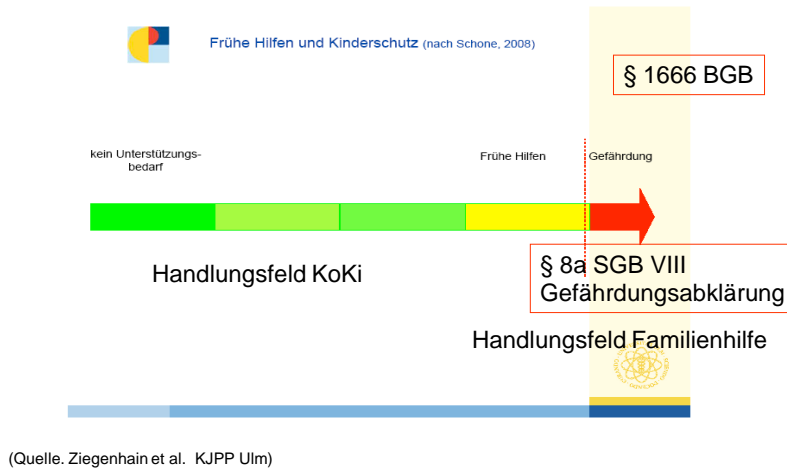 Frühe Hilfen und Kinderschutz (nach Schone, 2008)
§ 1666 BGB
kein Unterstützungs-
bedarf
Frühe Hilfen
Gefährdung
Handlungsfeld KoKi
§ 8a SGB VIII
Gefährdungsabklärung
Handlungsfeld Familienhilfe
(Quelle. Ziegenhain et al. KJPP Ulm)